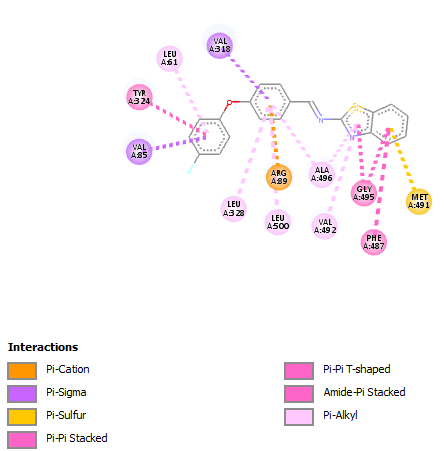 VAL
A:318
LEU
A:61
TYR
A:324
VAL
A:85
O
F
S
N
N
ARG
A:89
ALA
A:496
GLY
A:495
MET
A:491
LEU
A:328
LEU
A:500
VAL
A:492
PHE
A:487
Interactions
Pi-Cation
Pi-Sigma
Pi-Sulfur
Pi-Pi Stacked
Pi-Pi T-shaped
Amide-Pi Stacked
Pi-Alkyl